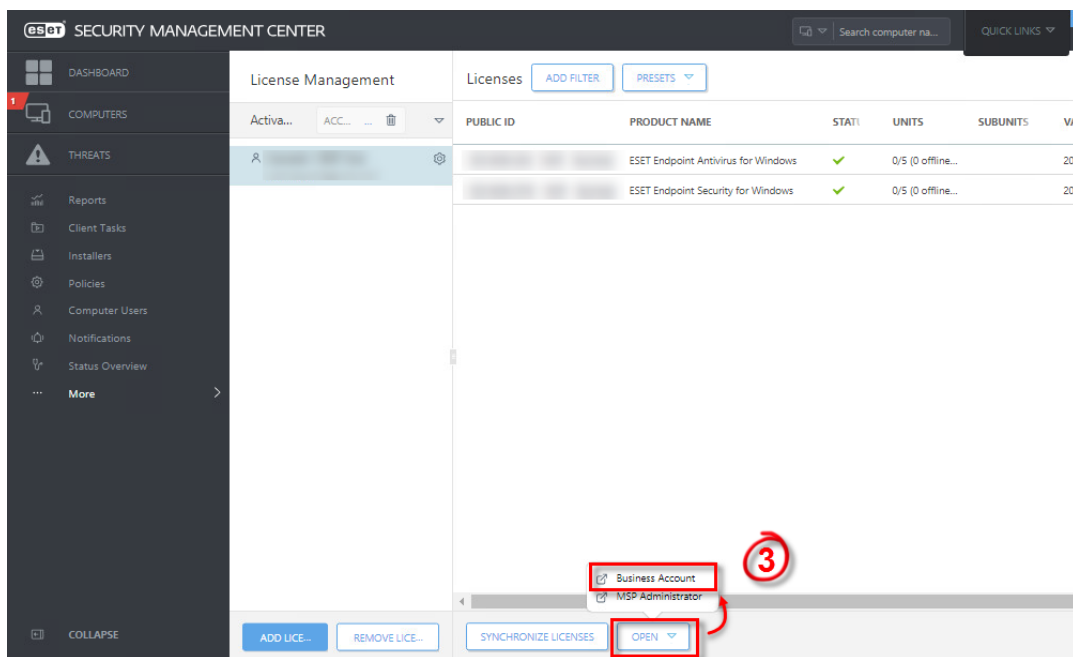 eset SECURITY MANAGEMENT CENTER
Search computer na...
QUICK LINKS
DASHBOARD
1
COMPUTERS
THREATS
Reports
Client Tasks
Installers
Policies
Computer Users
Notifications
Status Overview
More
COLLAPSE
License Management
Activa...
ACC... ...
ADD LICE...
REMOVE LICE...
Licenses
ADD FILTER
PRESETS
PUBLIC ID PRODUCT NAME STATU UNITS SUBUNITS VA
ESET Endpoint Antivirus for Windows 0/5 (0 offline... 20
ESET Endpoint Security for Windows 0/5 (0 offline... 20
3
Business Account
MSP Administrator
SYNCHRONIZE LICENSES
OPEN